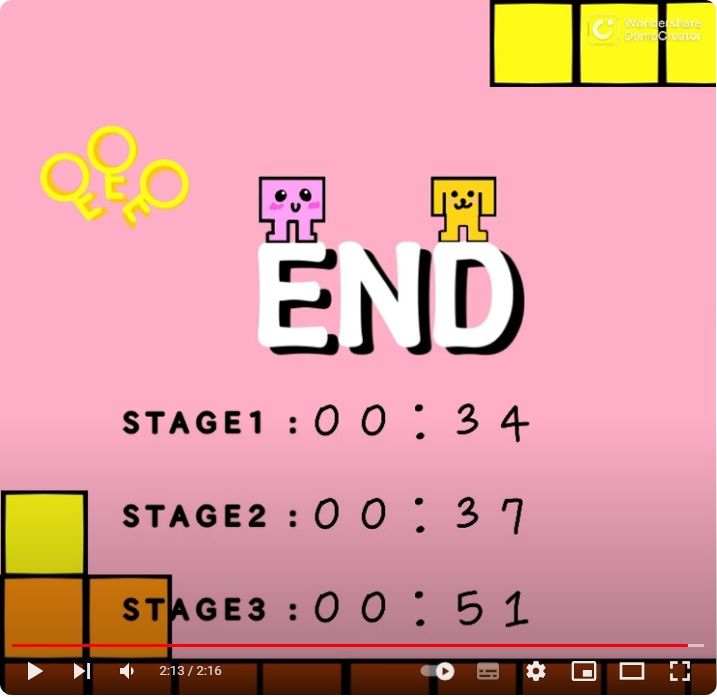 Wondershare
DemoCreator
END
STAGE1 : 00:34
STAGE2 : 00:37
STAGE3 : 00:51
2:13 / 2:16